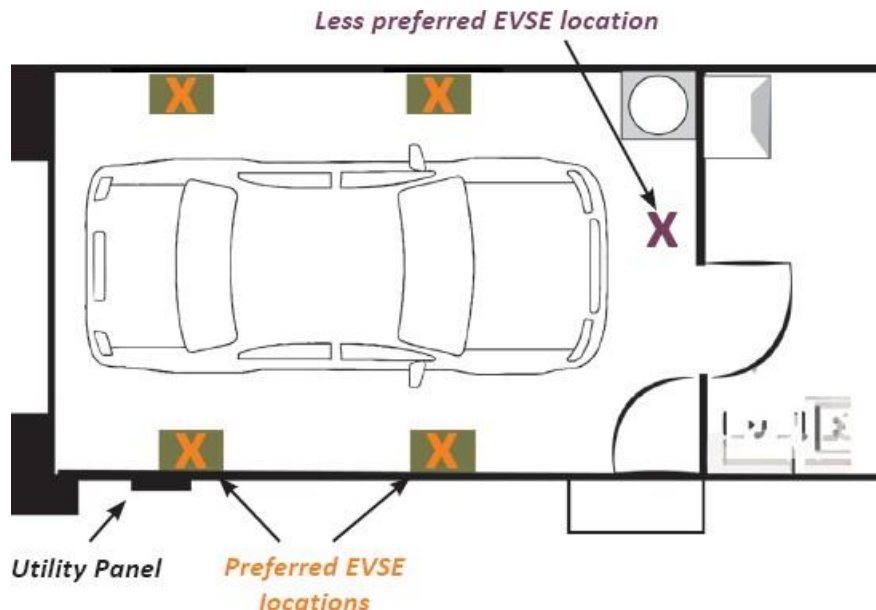 Less preferred EVSE location
X X
X
X X
Utility Panel
Preferred EVSE
locations